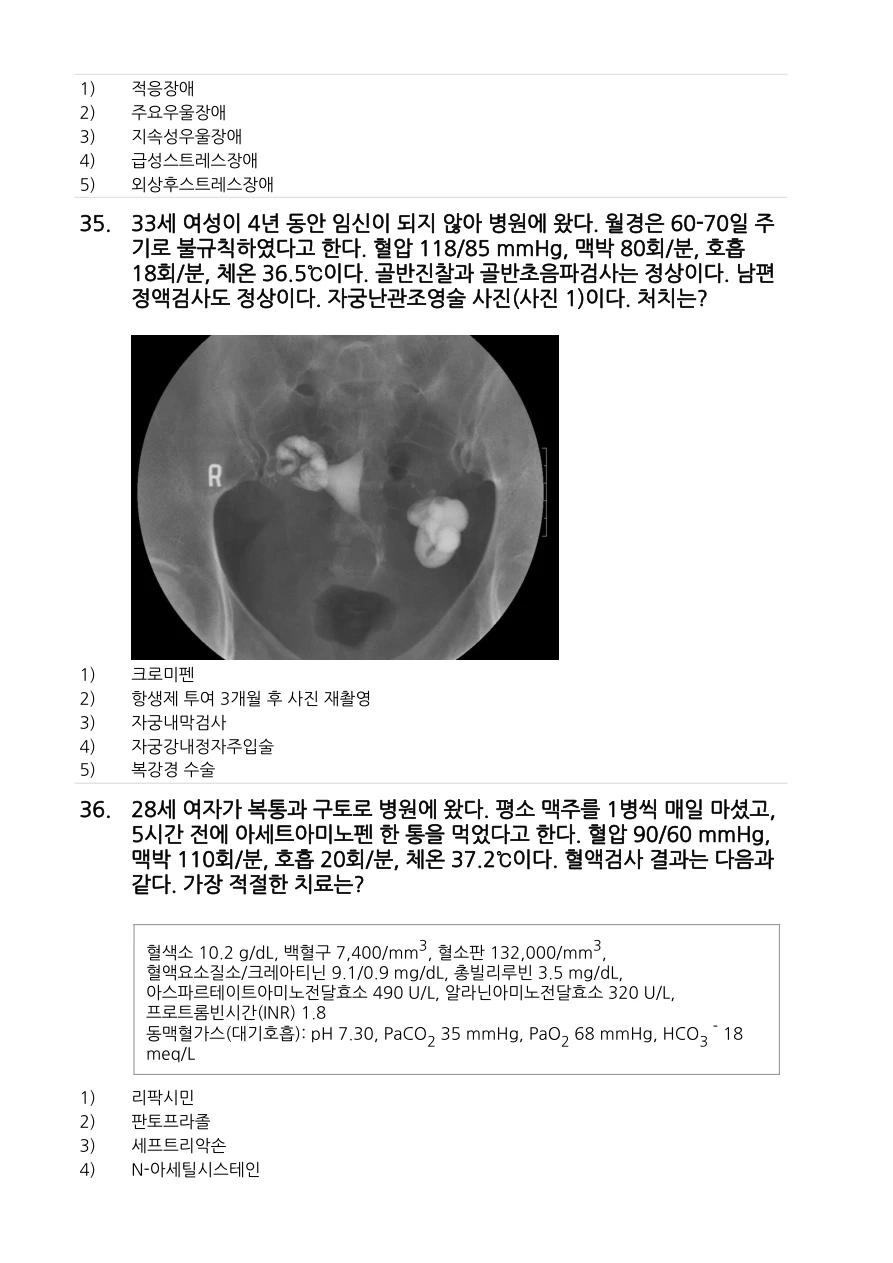 1) 적응장애
2) 주요우울장애
3) 지속성우울장애
4) 급성스트레스장애
5) 외상후스트레스장애
35. 33세 여성이 4년 동안 임신이 되지 않아 병원에 왔다. 월경은 60-70일 주
기로 불규칙하였다고 한다. 혈압 118/85 mmHg, 맥박 80회/분, 호흡
18회/분, 체온 36.5℃이다. 골반진찰과 골반초음파검사는 정상이다. 남편
정액검사도 정상이다. 자궁난관조영술 사진(사진 1)이다. 처치는?
R
1) 크로미펜
2) 항생제 투여 3개월 후 사진 재촬영
3) 자궁내막검사
4) 자궁강내정자주입술
5) 복강경 수술
36. 28세 여자가 복통과 구토로 병원에 왔다. 평소 맥주를 1병씩 매일 마셨고,
5시간 전에 아세트아미노펜 한 통을 먹었다고 한다. 혈압 90/60 mmHg,
맥박 110회/분, 호흡 20회/분, 체온 37.2℃이다. 혈액검사 결과는 다음과
같다. 가장 적절한 치료는?
혈색소 10.2 g/dL, 백혈구 7,400/mm³, 혈소판 132,000/mm³,
혈액요소질소/크레아티닌 9.1/0.9 mg/dL, 총빌리루빈 3.5 mg/dL,
아스파르테이트아미노전달효소 490 U/L, 알라닌아미노전달효소 320 U/L,
프로트롬빈시간(INR) 1.8
동맥혈가스(대기호흡): pH 7.30, PaCO₂ 35 mmHg, PaO₂ 68 mmHg, HCO₃⁻ 18
meq/L
1) 리팍시민
2) 판토프라졸
3) 세프트리악손
4) N-아세틸시스테인